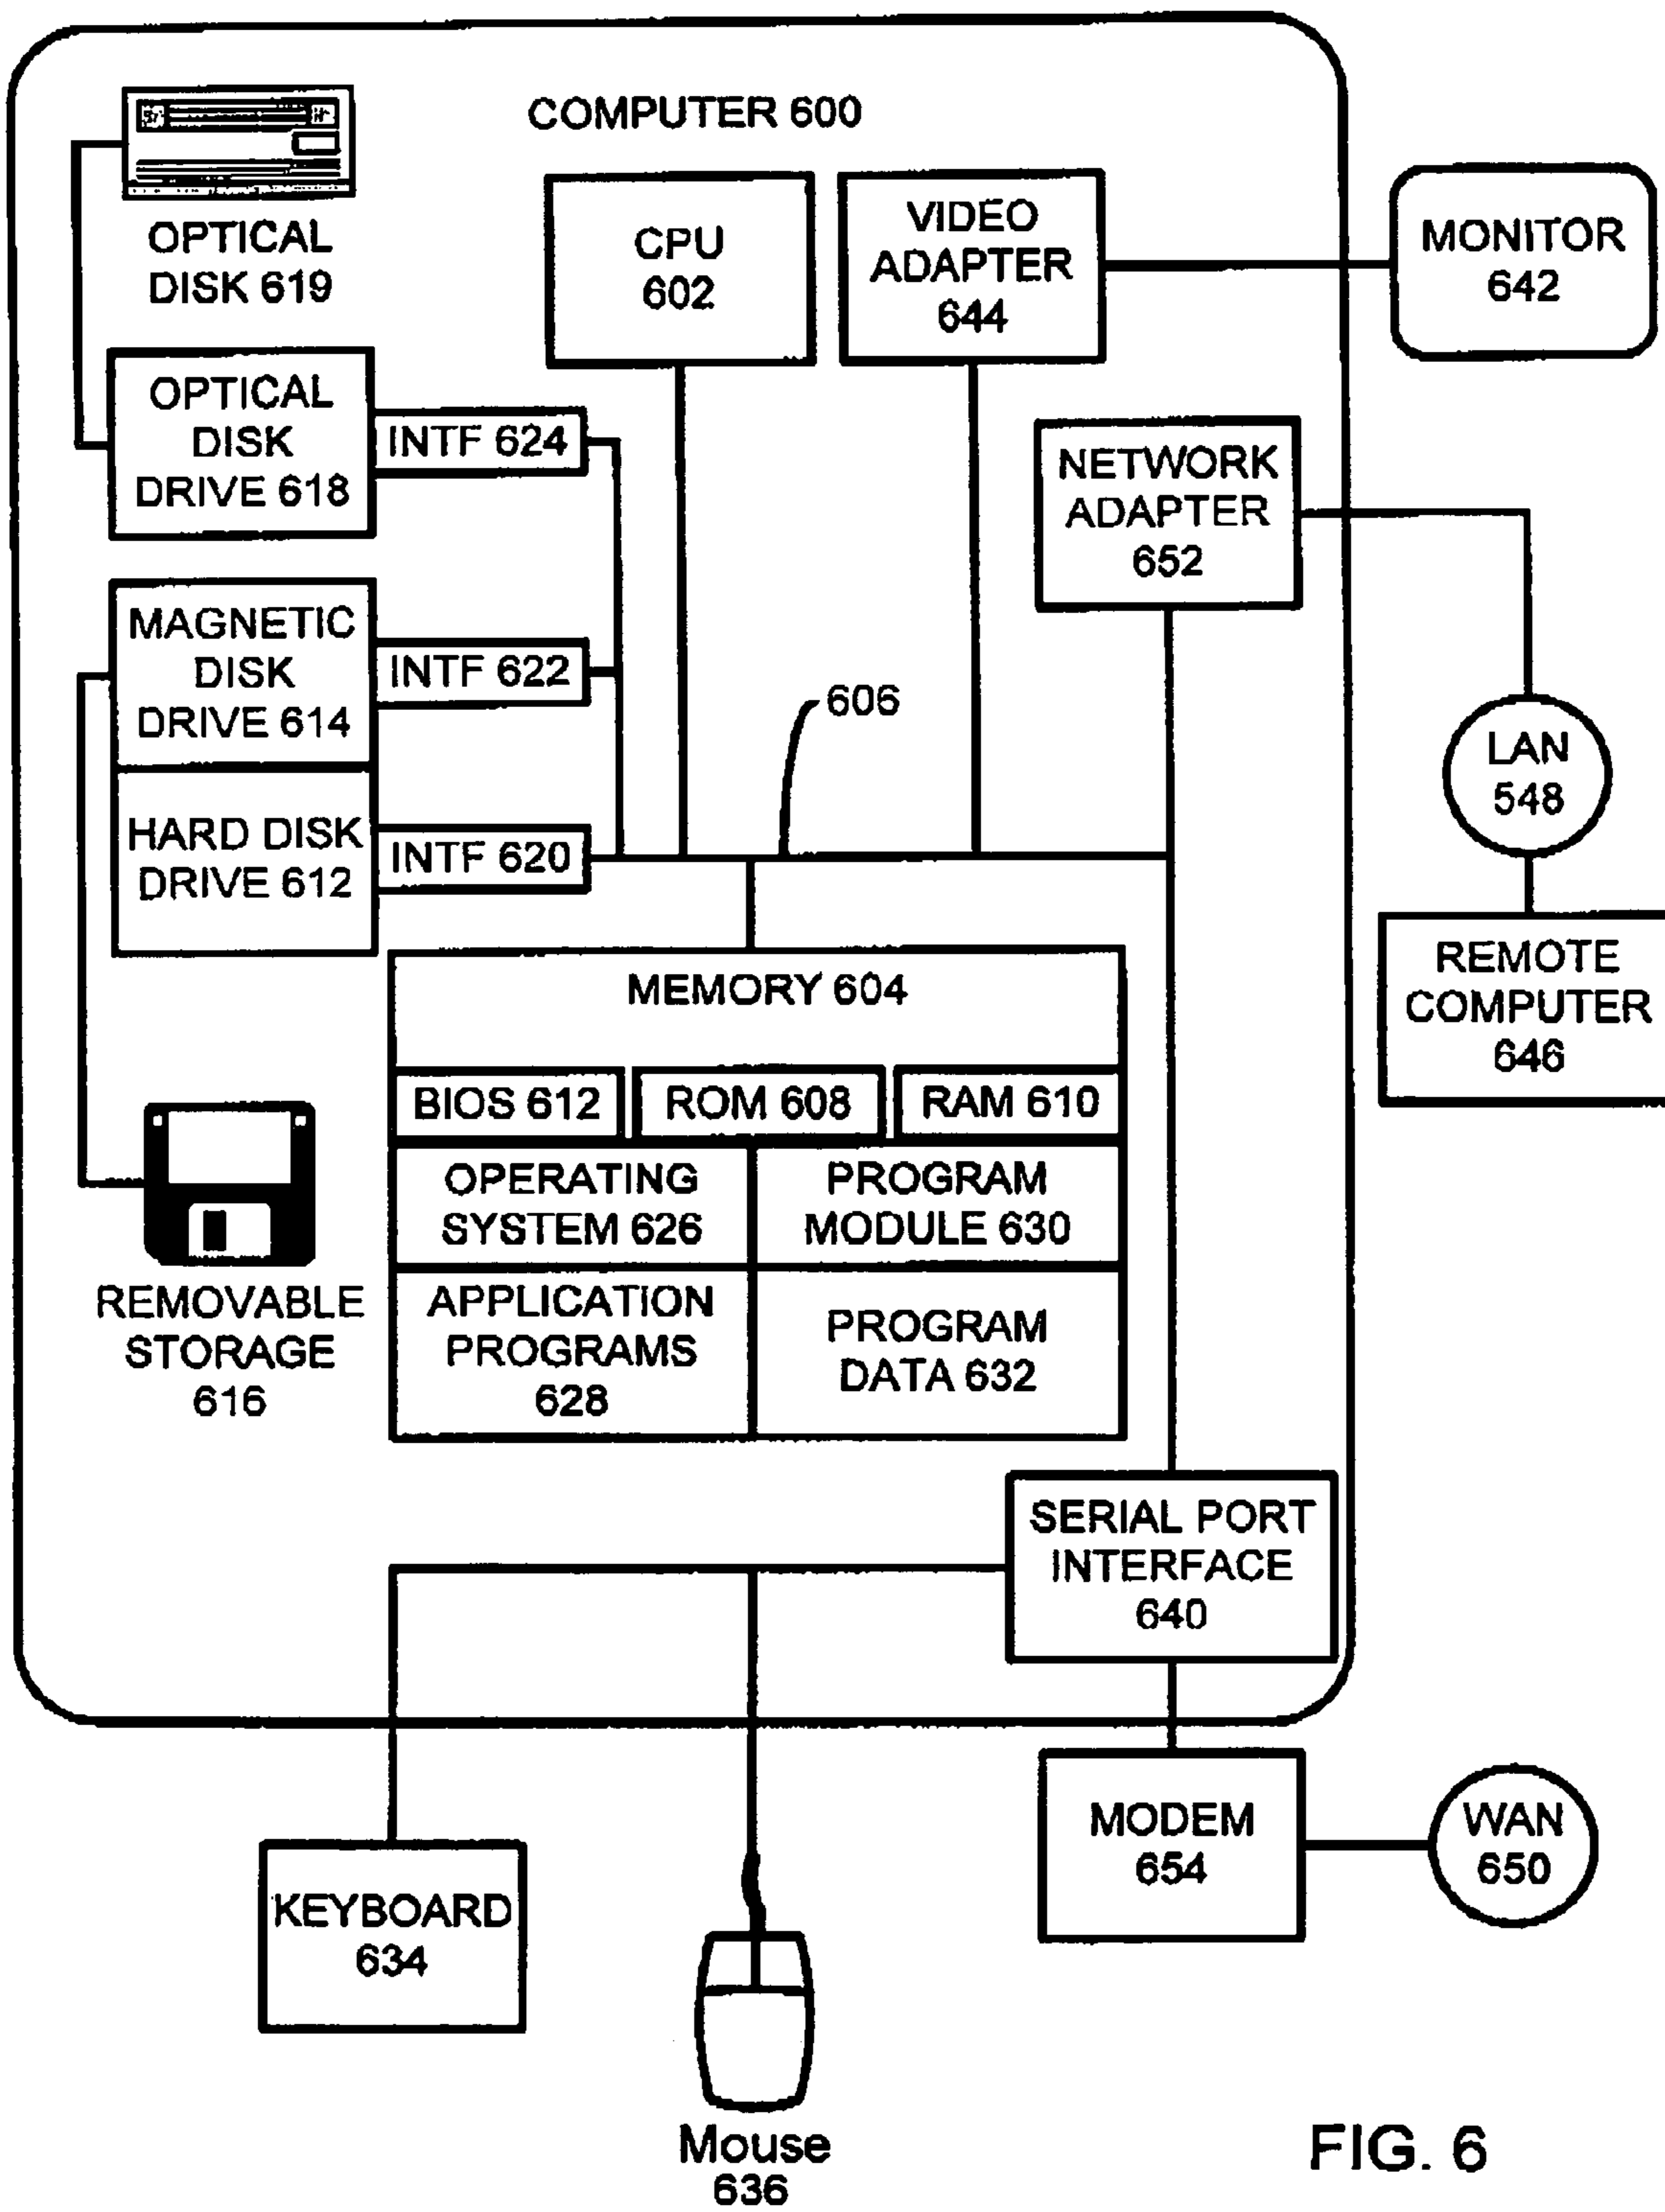 COMPUTER 600
OPTICAL
DISK 619
CPU
602
VIDEO
ADAPTER
644
MONITOR
642
OPTICAL
DISK
DRIVE 618
INTF 624
NETWORK
ADAPTER
652
MAGNETIC
DISK
DRIVE 614
INTF 622
606
LAN
548
HARD DISK
DRIVE 612
INTF 620
REMOTE
COMPUTER
646
MEMORY 604
BIOS 612
ROM 608
RAM 610
OPERATING
SYSTEM 626
PROGRAM
MODULE 630
REMOVABLE
STORAGE
616
APPLICATION
PROGRAMS
628
PROGRAM
DATA 632
SERIAL PORT
INTERFACE
640
MODEM
654
WAN
650
KEYBOARD
634
Mouse
636
FIG. 6